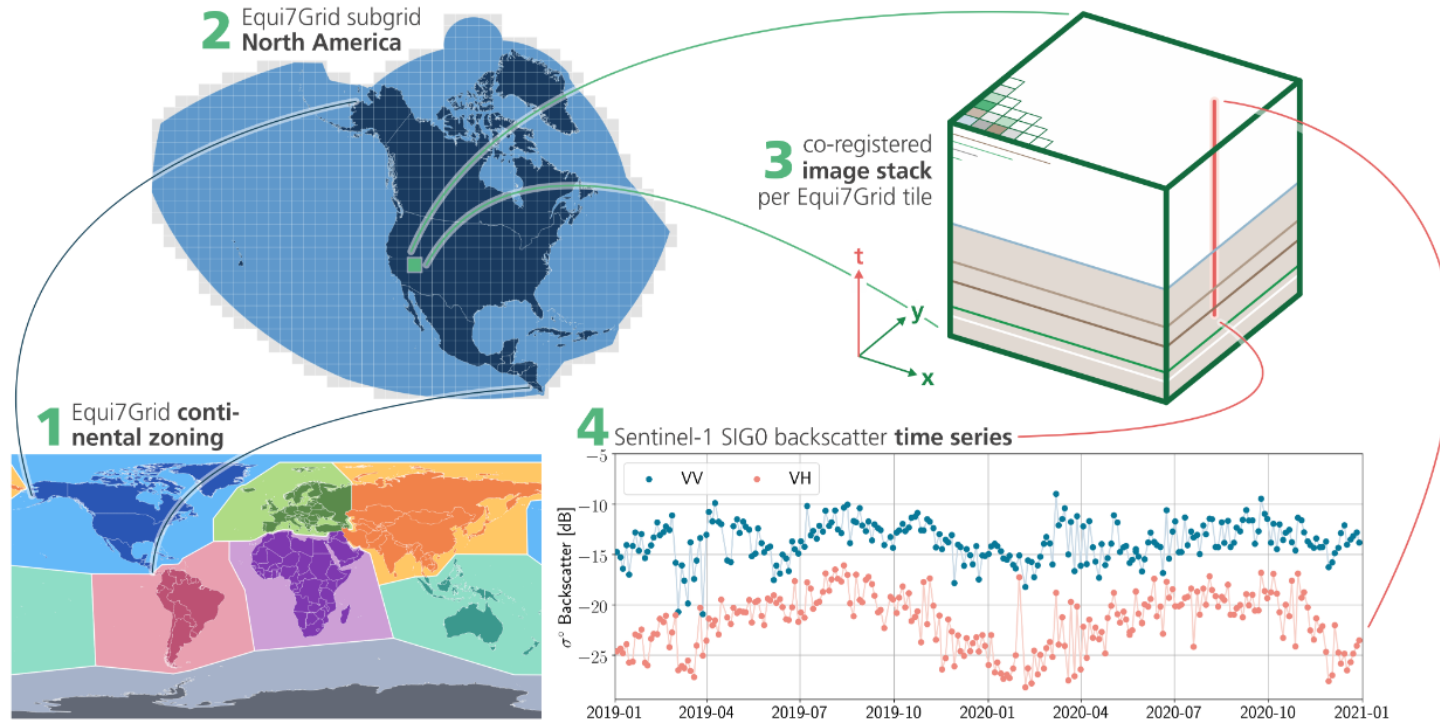 2 Equi7Grid subgrid
North America
3 co-registered
image stack
per Equi7Grid tile
t
y
x
1 Equi7Grid conti-
nental zoning
4 Sentinel-1 SIG0 backscatter time series
VV VH
σ° Backscatter [dB]
−5
−10
−15
−20
−25
2019-01 2019-04 2019-07 2019-10 2020-01 2020-04 2020-07 2020-10 2021-01